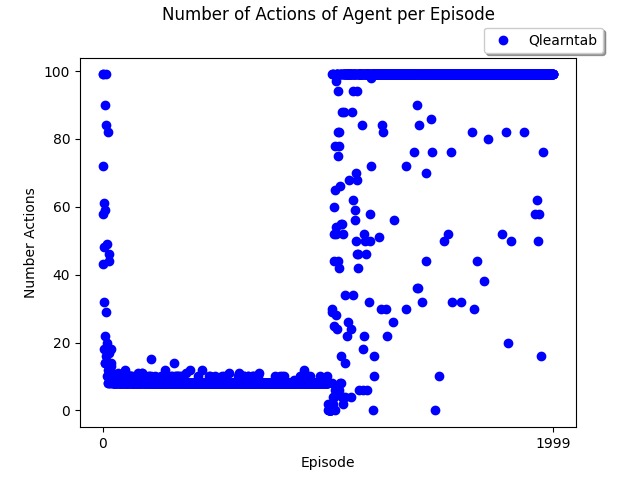 Number of Actions of Agent per Episode
Qlearntab
100
80
60
40
20
0
Number Actions
0
1999
Episode